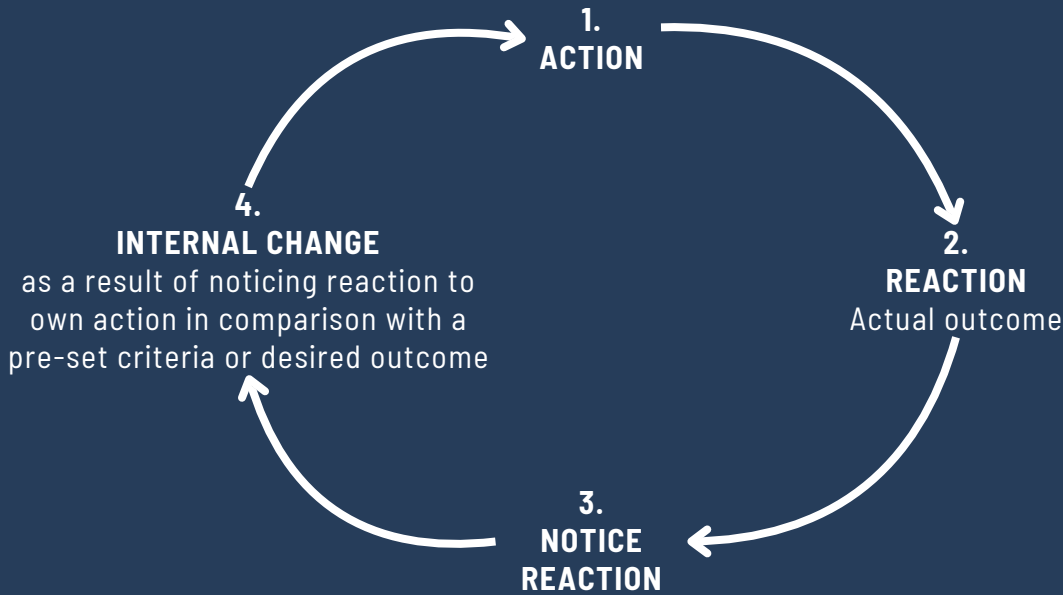 1.
ACTION
2.
REACTION
Actual outcome
3.
NOTICE
REACTION
4.
INTERNAL CHANGE
as a result of noticing reaction to
own action in comparison with a
pre-set criteria or desired outcome